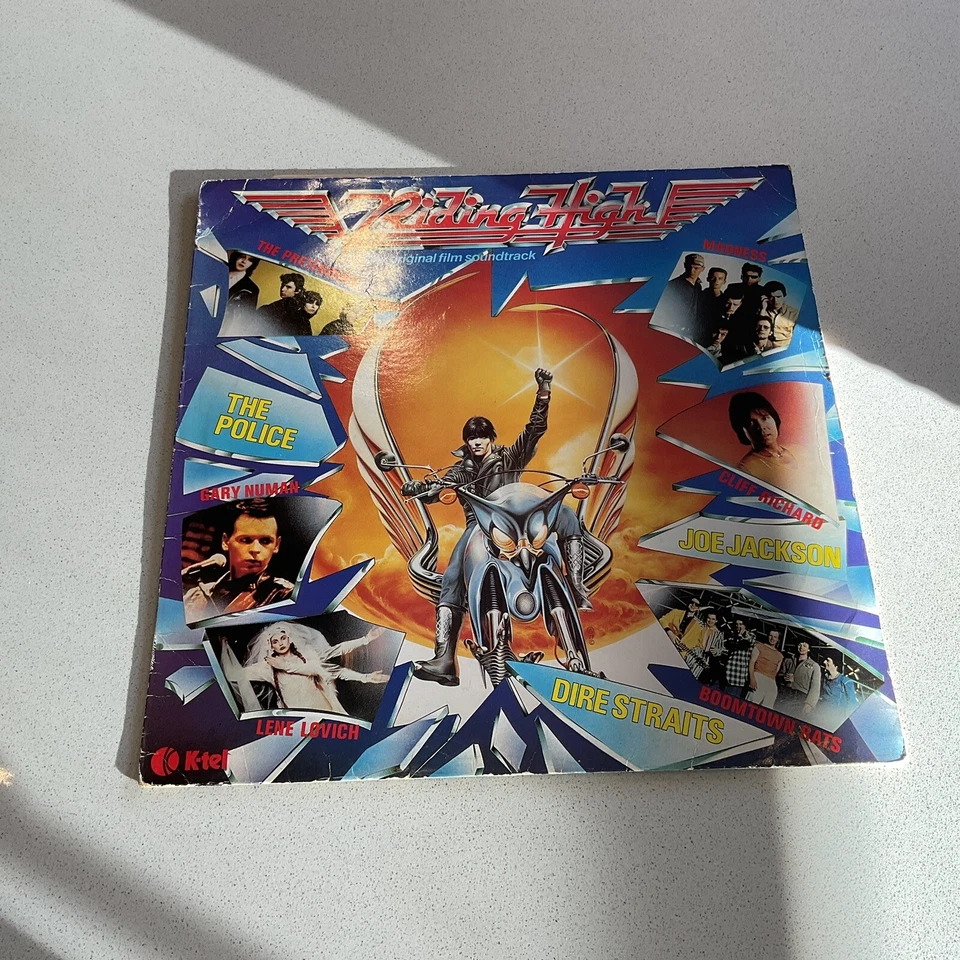 Riding High
original film soundtrack
THE PRETENDERS
MADNESS
THE
POLICE
GARY NUMAN
CLIFF RICHARD
JOE JACKSON
LENE LOVICH
DIRE STRAITS
BOOMTOWN RATS
K-tel